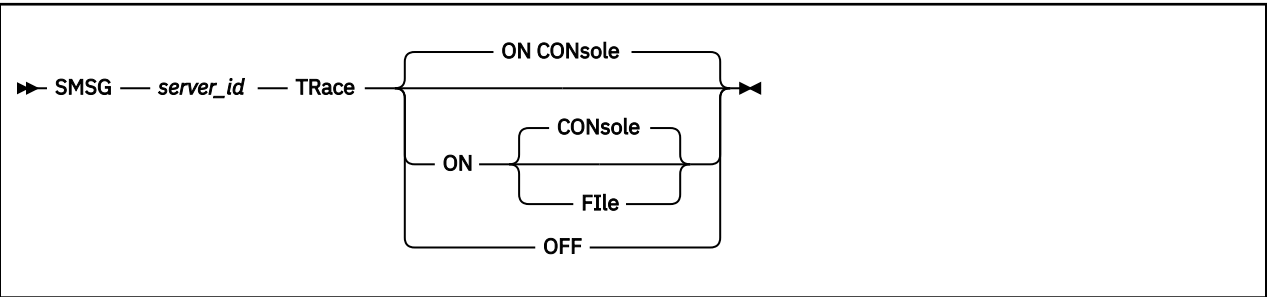 ON CONsole
SMSG server_id TRace
CONsole
ON
FIle
OFF